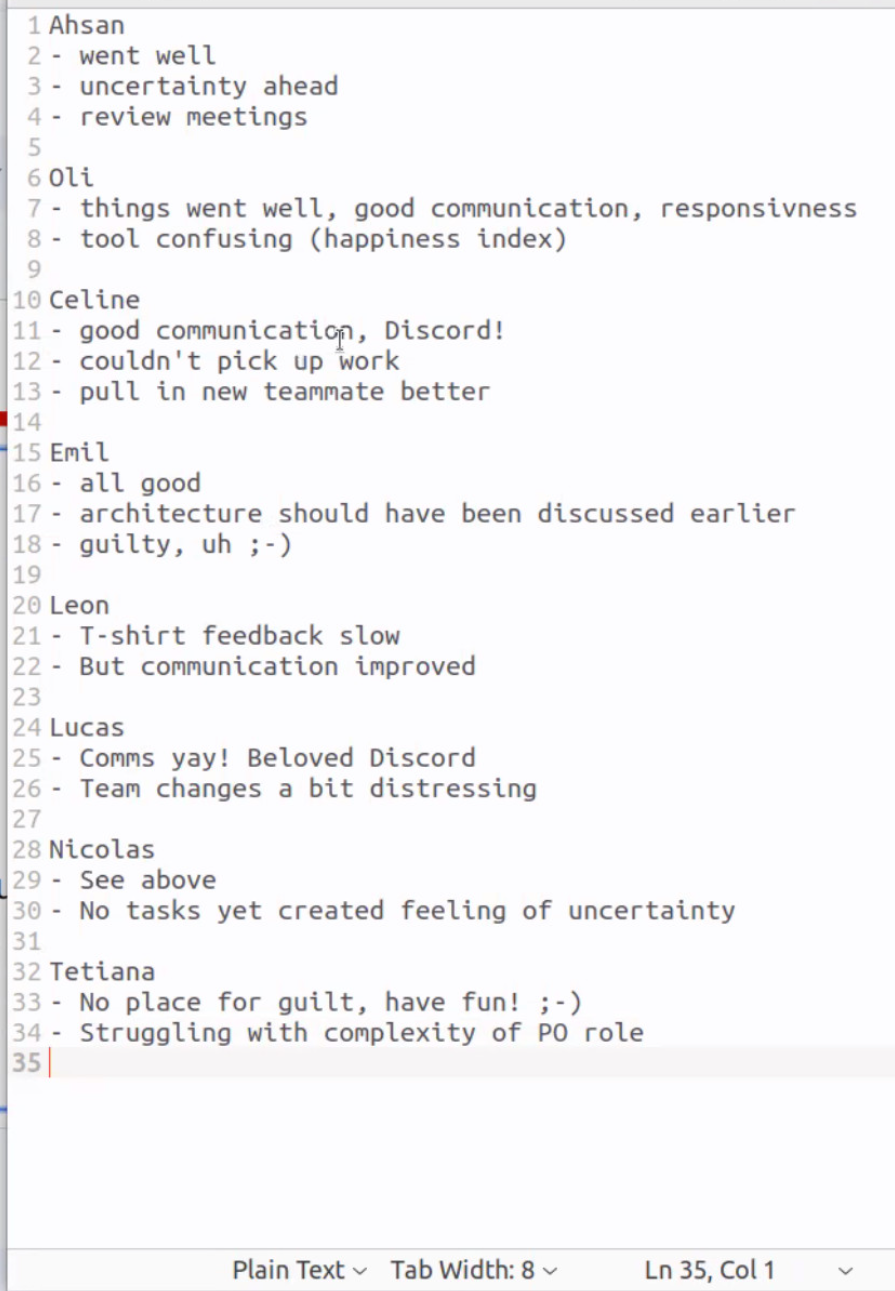 1 Ahsan
2 - went well
3 - uncertainty ahead
4 - review meetings
5
6 Oli
7 - things went well, good communication, responsivness
8 - tool confusing (happiness index)
9
10 Celine
11 - good communication, Discord!
12 - couldn't pick up work
13 - pull in new teammate better
14
15 Emil
16 - all good
17 - architecture should have been discussed earlier
18 - guilty, uh ;-)
19
20 Leon
21 - T-shirt feedback slow
22 - But communication improved
23
24 Lucas
25 - Comms yay! Beloved Discord
26 - Team changes a bit distressing
27
28 Nicolas
29 - See above
30 - No tasks yet created feeling of uncertainty
31
32 Tetiana
33 - No place for guilt, have fun! ;-)
34 - Struggling with complexity of PO role
35
Plain Text Tab Width: 8 Ln 35, Col 1